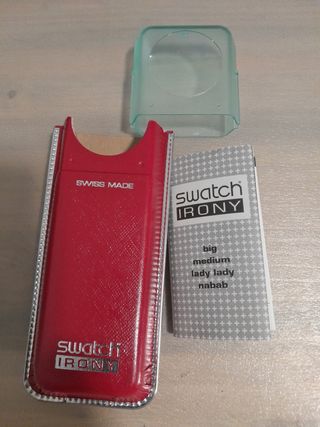 SWISS MADE
swatch
IRONY
swatch
IRONY
big
medium
lady lady
nabab